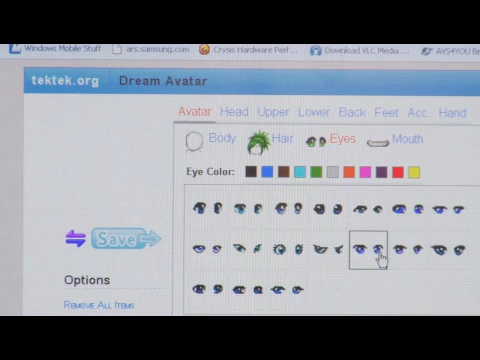 Windows Mobile Stuff ars.samsung.com Crysis Hardware Perf... Download VLC Media ... AVS4YOU Be
tektek.org Dream Avatar
Avatar Head Upper Lower Back Feet Acc. Hand
Body Hair Eyes Mouth
Eye Color:
Save
Options
Remove All Items